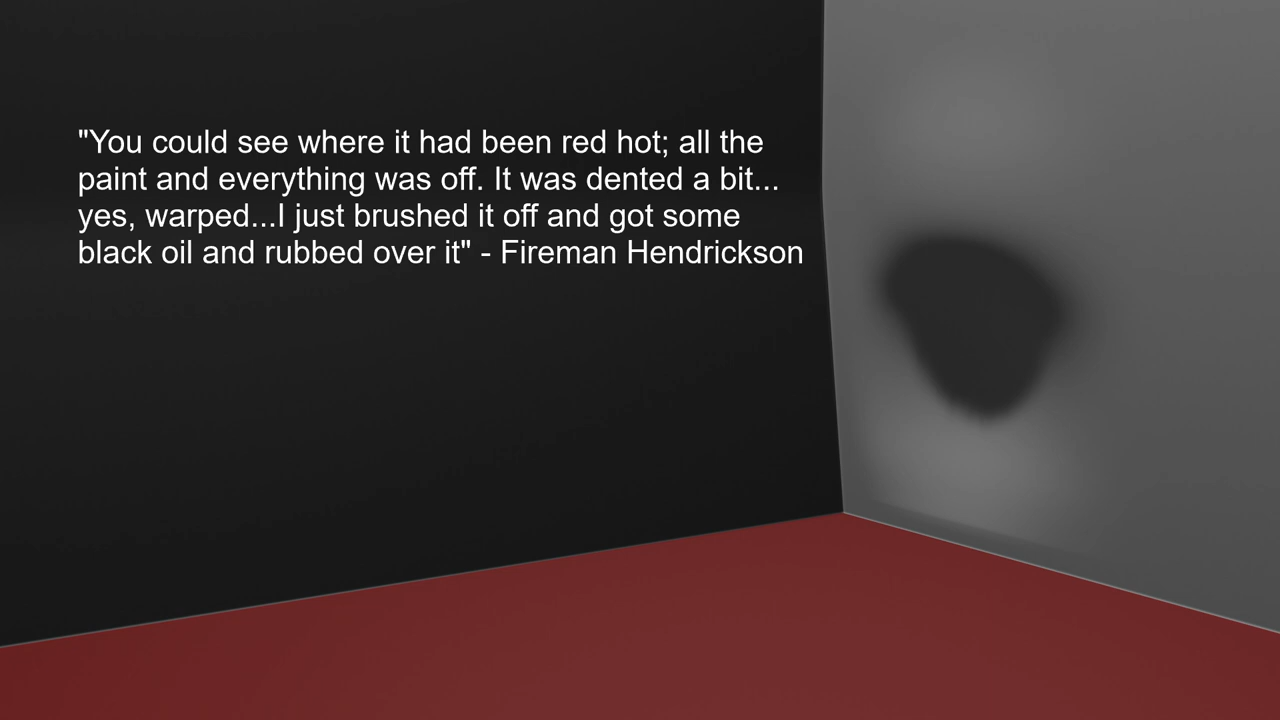 "You could see where it had been red hot; all the
paint and everything was off. It was dented a bit...
yes, warped...I just brushed it off and got some
black oil and rubbed over it" - Fireman Hendrickson